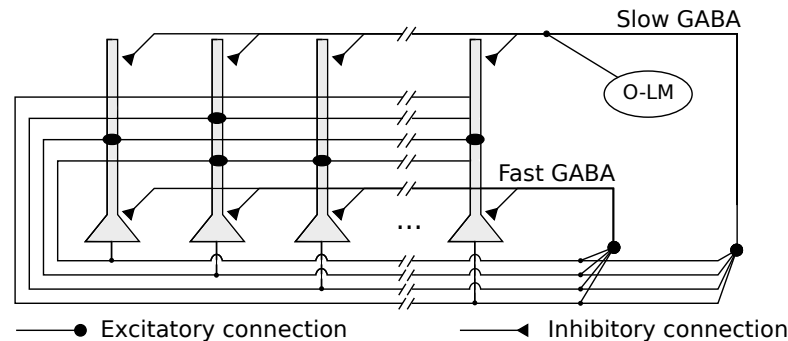 Slow GABA
O-LM
Fast GABA
...
Excitatory connection
Inhibitory connection